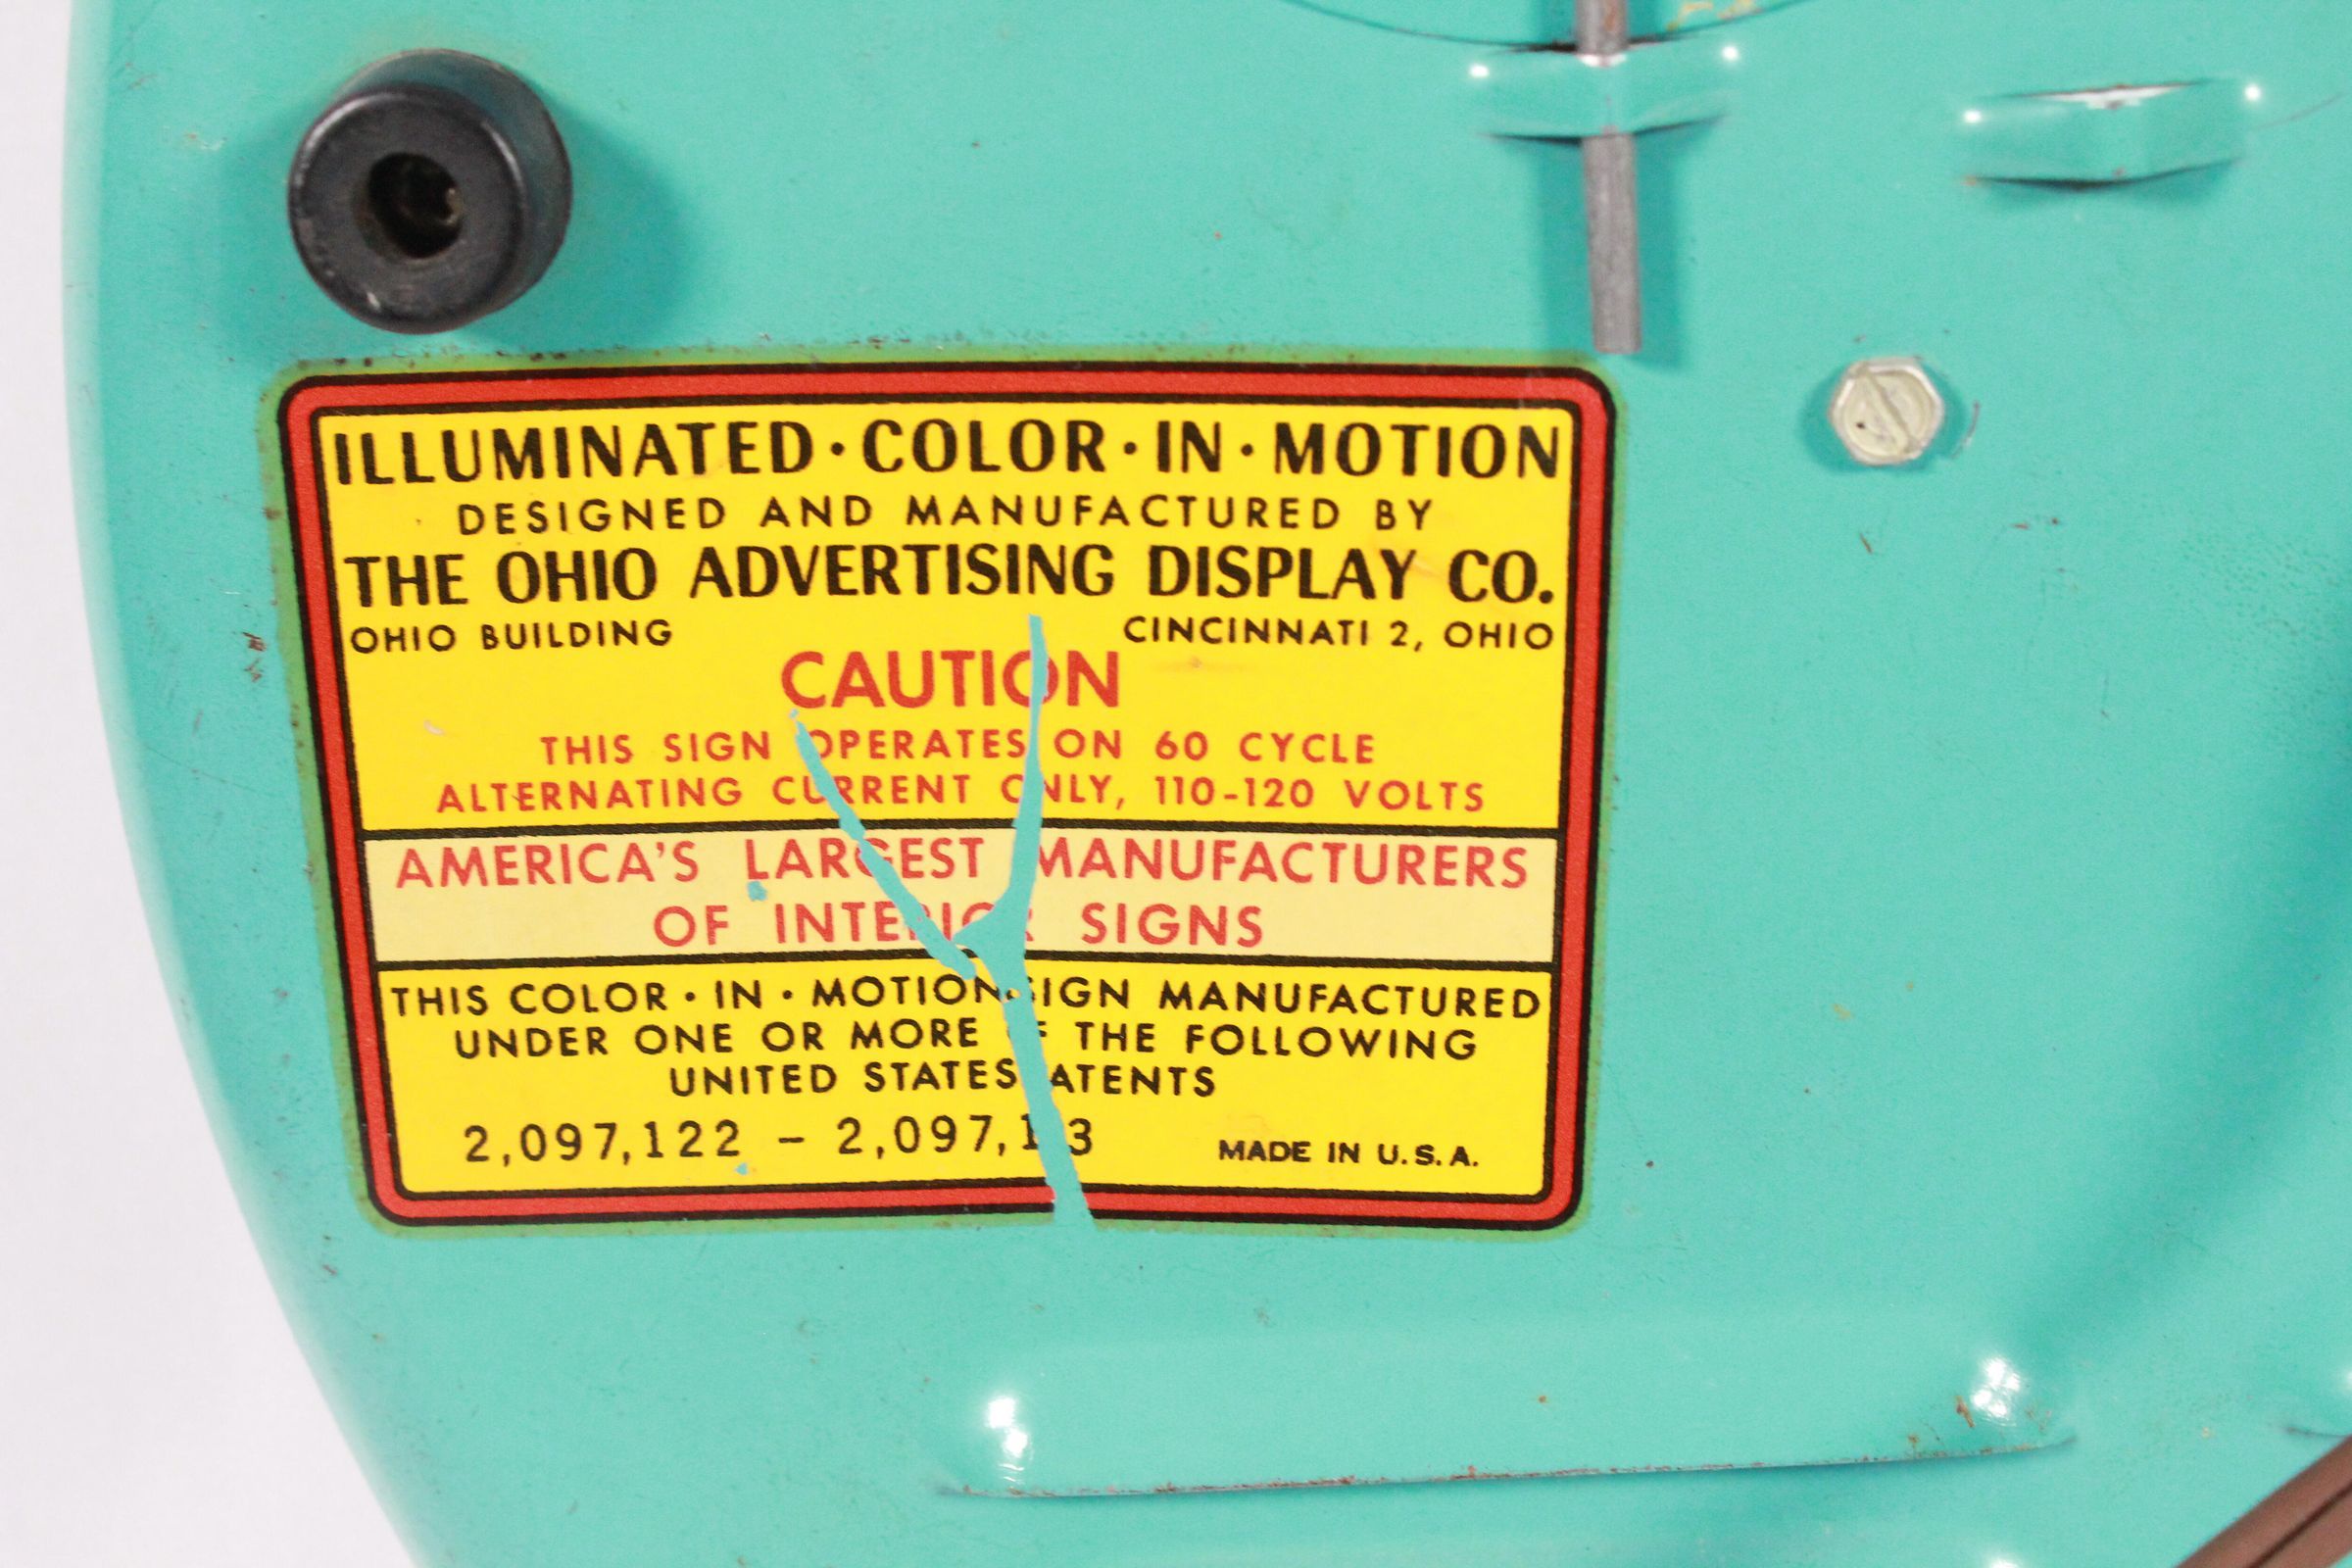 ILLUMINATED · COLOR · IN · MOTION
DESIGNED AND MANUFACTURED BY
THE OHIO ADVERTISING DISPLAY CO.
OHIO BUILDING CINCINNATI 2, OHIO
CAUTION
THIS SIGN OPERATES ON 60 CYCLE
ALTERNATING CURRENT ONLY, 110-120 VOLTS
AMERICA'S LARGEST MANUFACTURERS
OF INTERIOR SIGNS
THIS COLOR · IN · MOTION SIGN MANUFACTURED
UNDER ONE OR MORE OF THE FOLLOWING
UNITED STATES PATENTS
2,097,122 - MADE IN U.S.A.